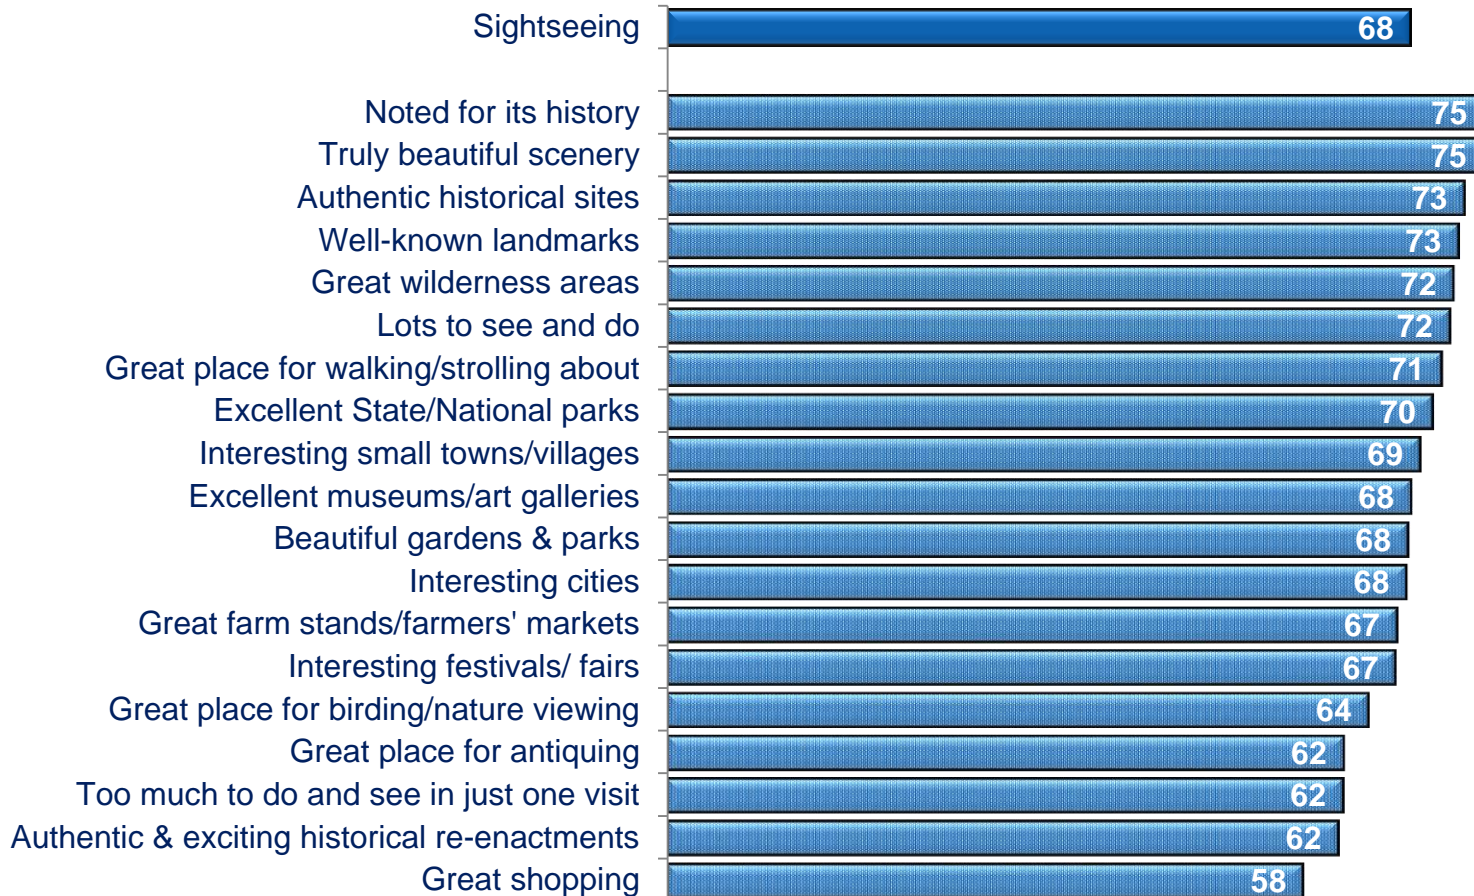 Sightseeing 68
Noted for its history 75
Truly beautiful scenery 75
Authentic historical sites 73
Well-known landmarks 73
Great wilderness areas 72
Lots to see and do 72
Great place for walking/strolling about 71
Excellent State/National parks 70
Interesting small towns/villages 69
Excellent museums/art galleries 68
Beautiful gardens & parks 68
Interesting cities 68
Great farm stands/farmers' markets 67
Interesting festivals/ fairs 67
Great place for birding/nature viewing 64
Great place for antiquing 62
Too much to do and see in just one visit 62
Authentic & exciting historical re-enactments 62
Great shopping 58